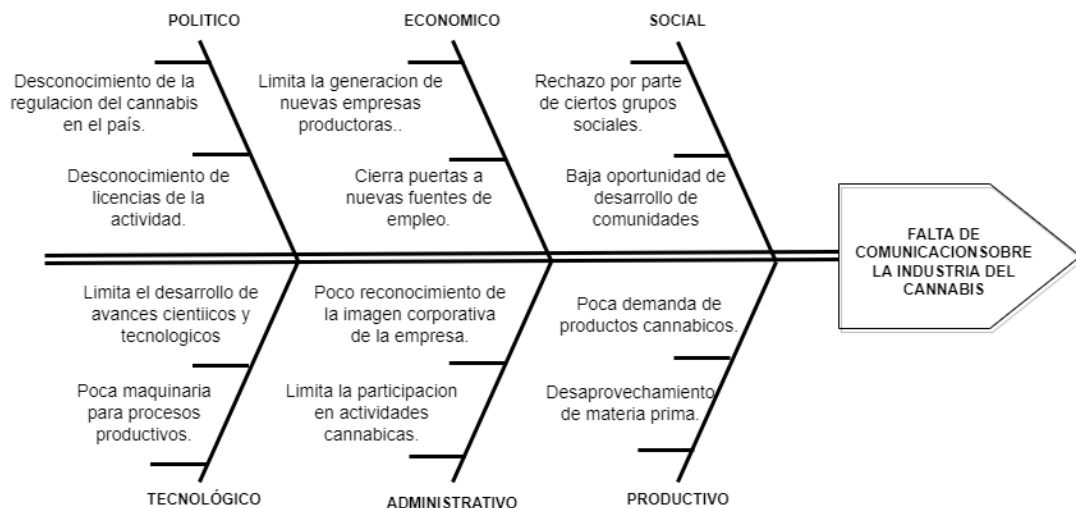 POLITICO
ECONOMICO
SOCIAL
Desconocimiento de la
regulacion del cannabis
en el país.
Limita la generacion de
nuevas empresas
productoras..
Rechazo por parte
de ciertos grupos
sociales.
Desconocimiento de
licencias de la
actividad.
Cierra puertas a
nuevas fuentes de
empleo.
Baja oportunidad de
desarrollo de
comunidades
FALTA DE
COMUNICACION SOBRE
LA INDUSTRIA DEL
CANNABIS
Limita el desarrollo de
avances cientiicos y
tecnologicos
Poco reconocimiento de
la imagen corporativa
de la empresa.
Poca demanda de
productos cannabicos.
Poca maquinaria
para procesos
productivos.
Limita la participacion
en actividades
cannabicas.
Desaprovechamiento
de materia prima.
TECNOLÓGICO
ADMINISTRATIVO
PRODUCTIVO